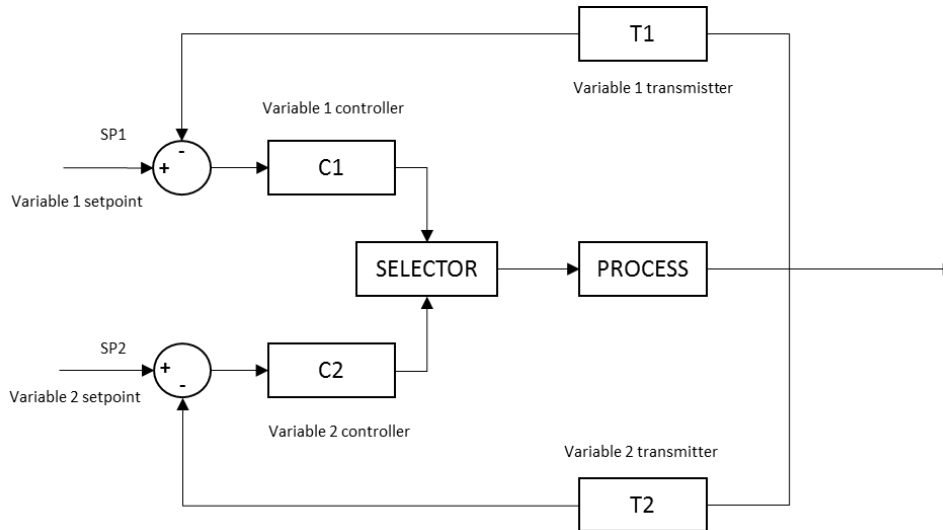 T1
Variable 1 transmistter
Variable 1 controller
SP1
-
+
C1
Variable 1 setpoint
SELECTOR
PROCESS
SP2
+
-
C2
Variable 2 setpoint
Variable 2 controller
Variable 2 transmitter
T2